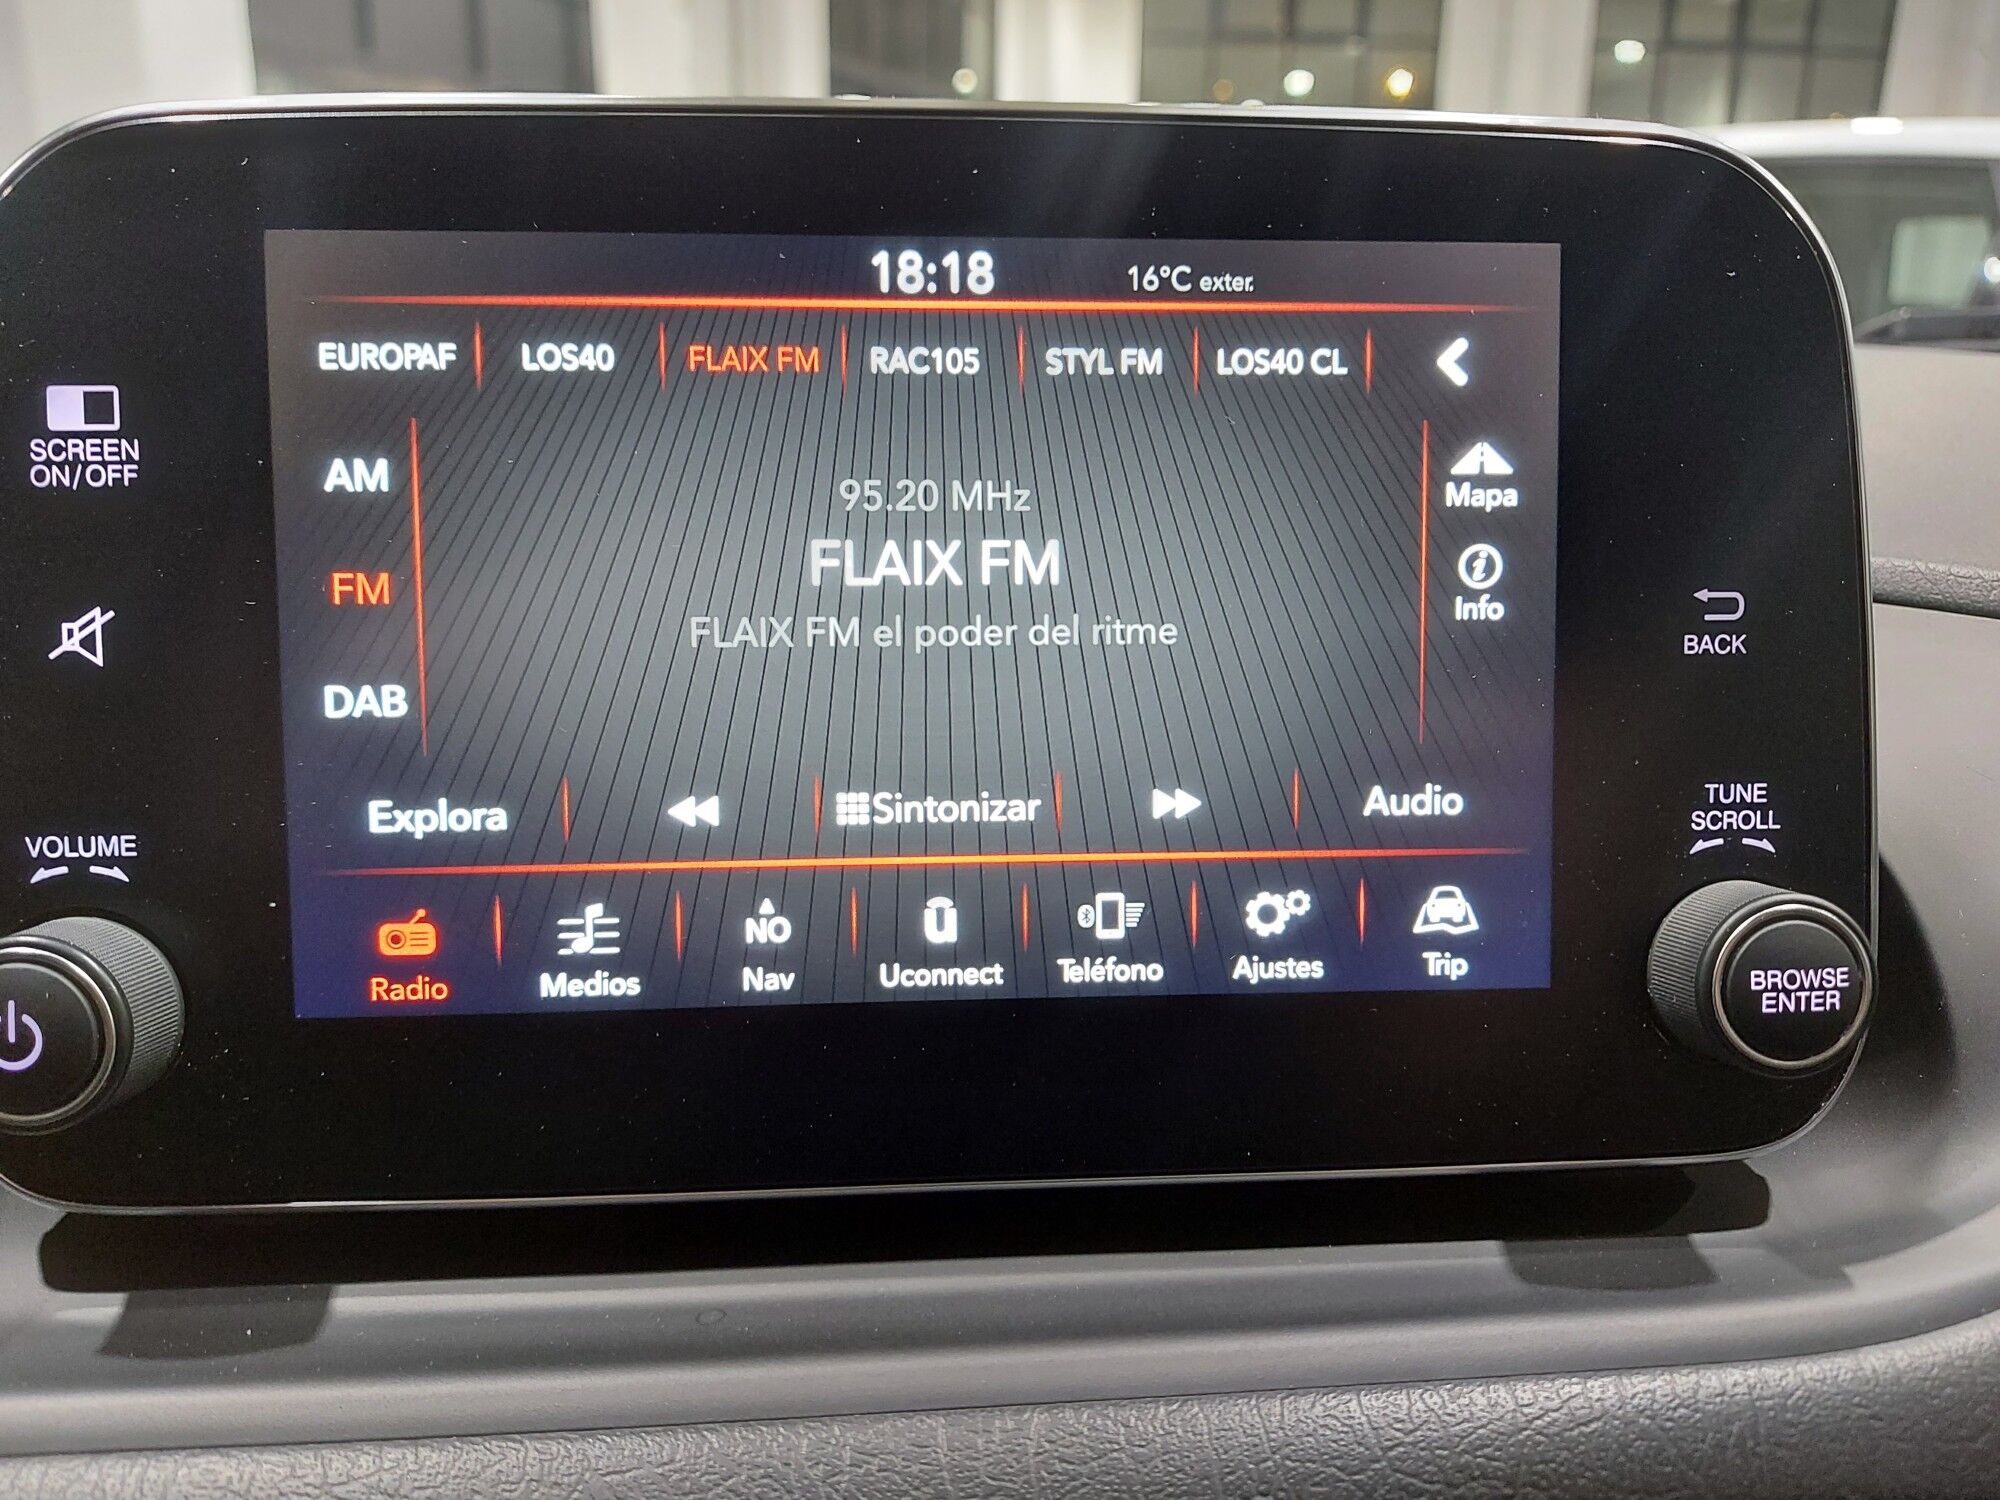 18:18
16°C exter.
EUROPAF LOS40 FLAIX FM RAC105 STYL FM LOS40 CL
SCREEN
ON/OFF
AM
FM
DAB
95.20 MHz
FLAIX FM
FLAIX FM el poder del ritme
Mapa
Info
BACK
VOLUME
TUNE
SCROLL
Explora Sintonizar Audio
NO
Radio Medios Nav Uconnect Teléfono Ajustes Trip
BROWSE
ENTER